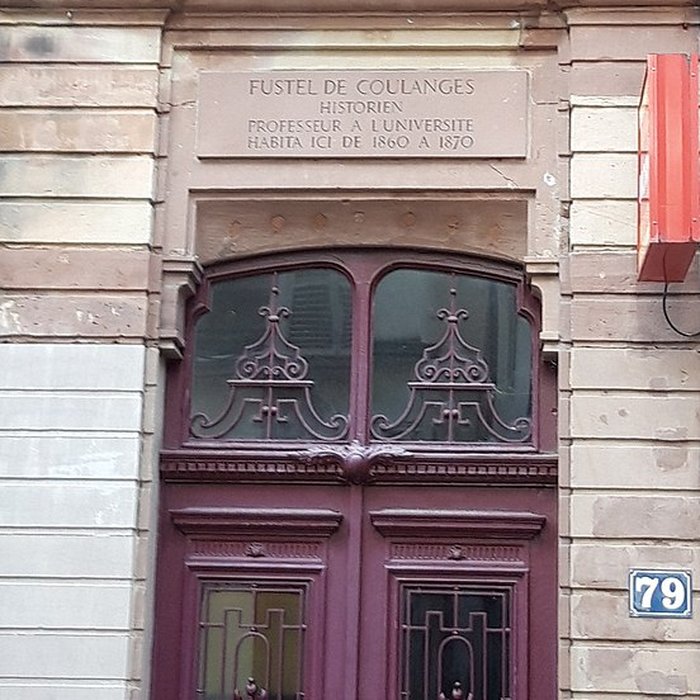 FUSTEL DE COULANGES
HISTORIEN
PROFESSEUR A L'UNIVERSITE
HABITA ICI DE 1860 A 1870
79